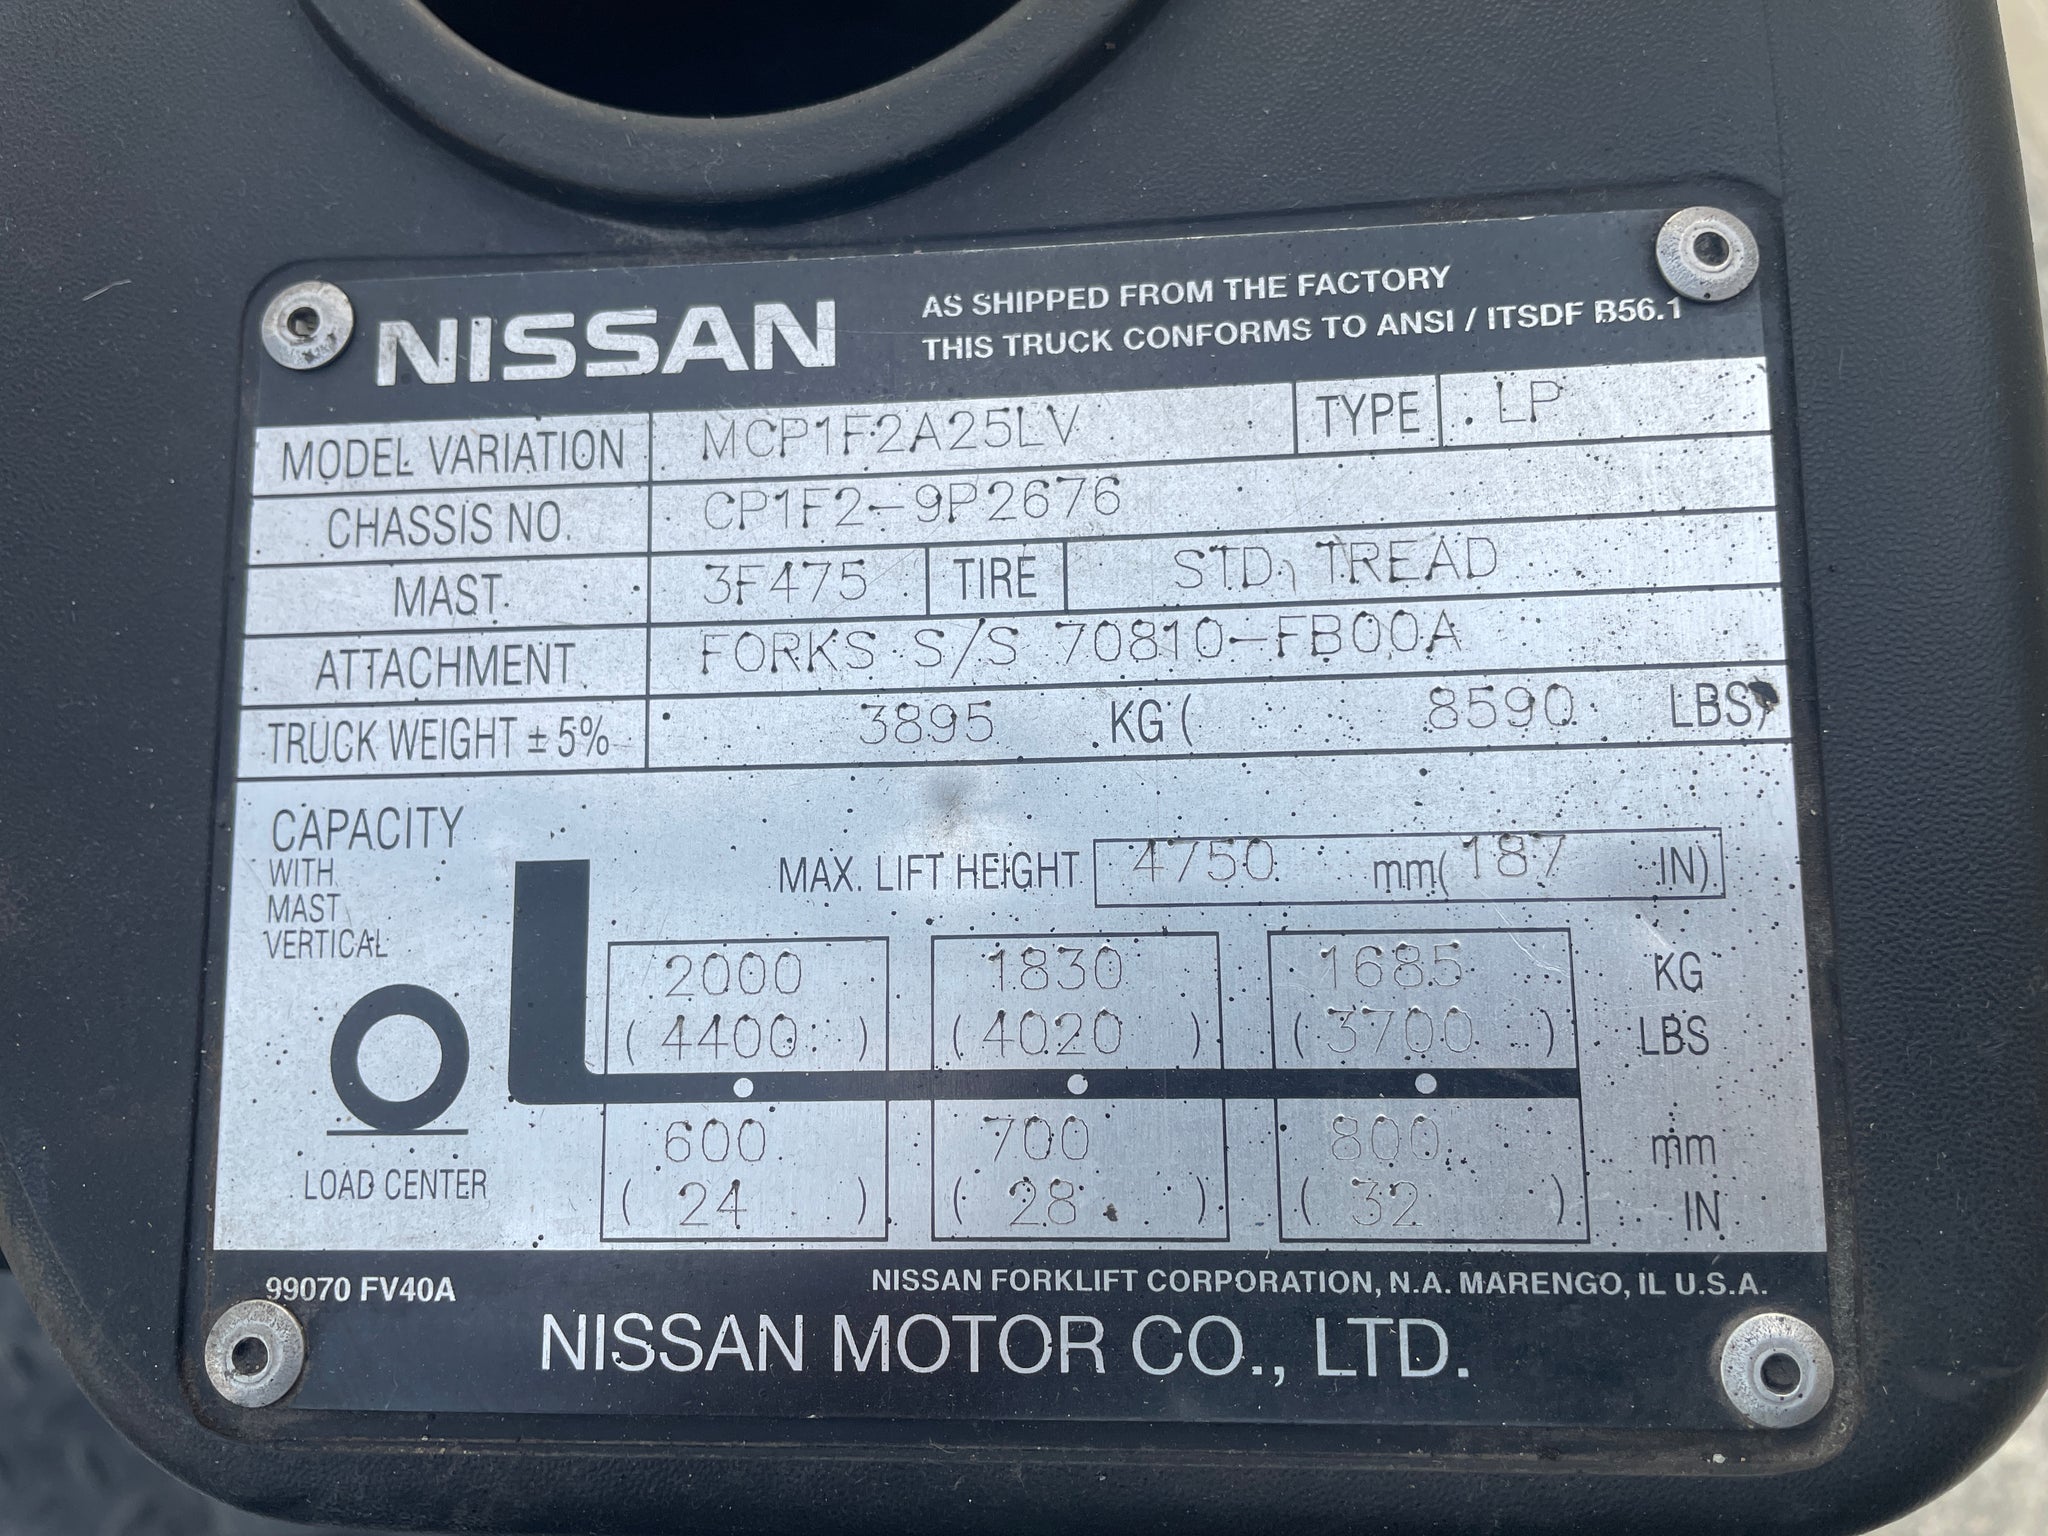 NISSAN
AS SHIPPED FROM THE FACTORY
THIS TRUCK CONFORMS TO ANSI / ITSDF B56.1
MODEL VARIATION MCP1F2A25LV TYPE LP
CHASSIS NO. CP1F2-9P2676
MAST 3F475 TIRE STD, TREAD
ATTACHMENT FORKS S/S 70810-FB00A
TRUCK WEIGHT ± 5% 3895 KG ( 8590 LBS)
CAPACITY
WITH
MAST
VERTICAL
MAX. LIFT HEIGHT 4750 mm( 187 IN)
2000 1830 1685 KG
( 4400 ) ( 4020 ) ( 3700 ) LBS
600 700 800 mm
( 24 ) ( 28 ) ( 32 ) IN
LOAD CENTER
99070 FV40A
NISSAN FORKLIFT CORPORATION, N.A. MARENGO, IL U.S.A.
NISSAN MOTOR CO., LTD.